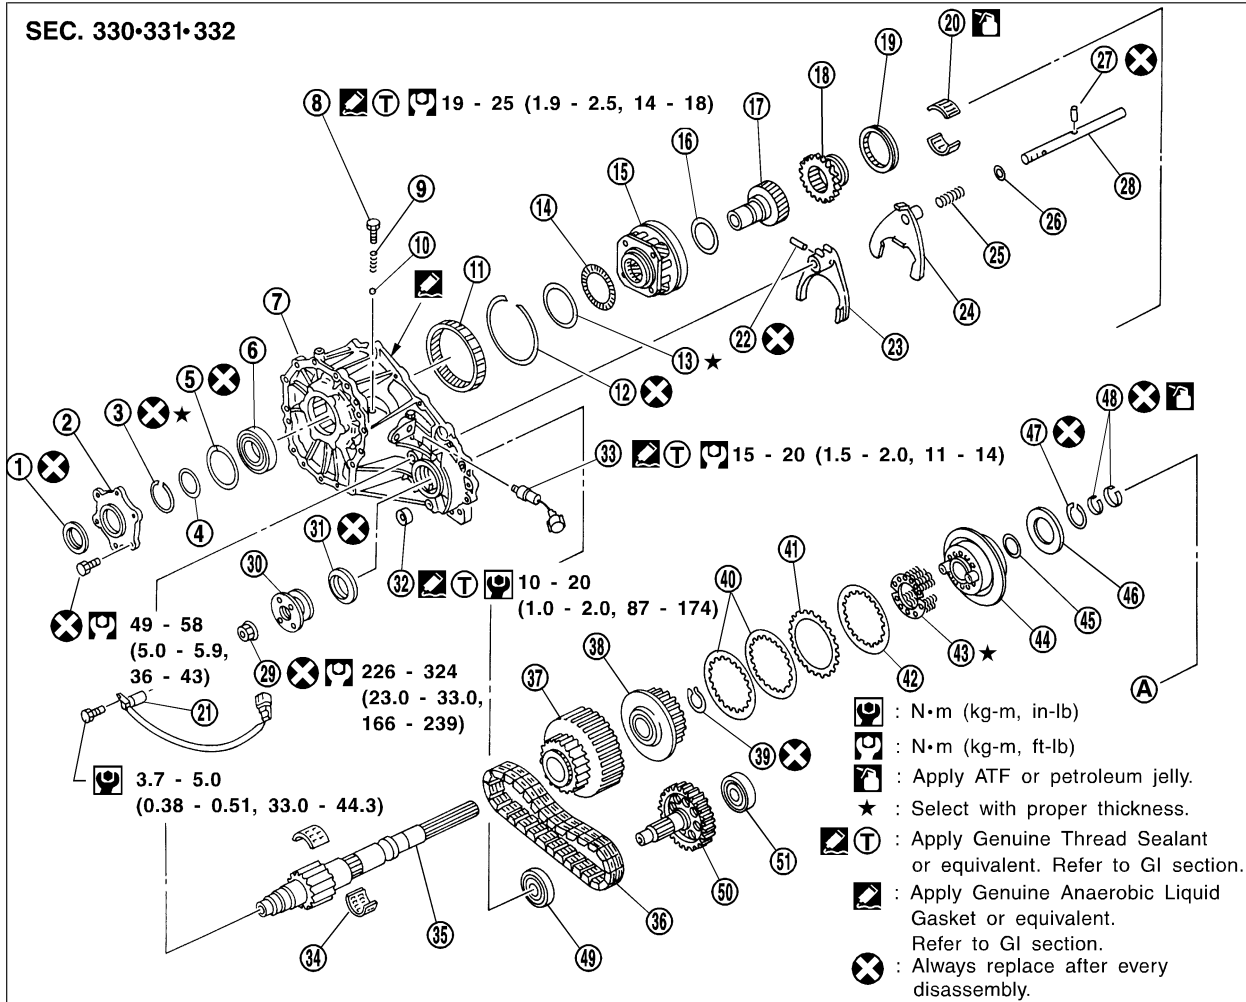 SEC. 330•331•332
20
27
19
18
8 T 19 - 25 (1.9 - 2.5, 14 - 18)
17
16
15
9
14
10
28
26
25
11
7
24
6
22
23
13 ★
5
12
3 ★
2
48
47
1
33 T 15 - 20 (1.5 - 2.0, 11 - 14)
4
31
30
32 T 10 - 20
(1.0 - 2.0, 87 - 174)
41
40
46
45
44
43 ★
42
49 - 58
(5.0 - 5.9,
36 - 43)
29 226 - 324
(23.0 - 33.0,
166 - 239)
38
37
39
21
A
3.7 - 5.0
(0.38 - 0.51, 33.0 - 44.3)
51
50
36
35
34
49
: N•m (kg-m, in-lb)
: N•m (kg-m, ft-lb)
: Apply ATF or petroleum jelly.
★ : Select with proper thickness.
T : Apply Genuine Thread Sealant
or equivalent. Refer to GI section.
: Apply Genuine Anaerobic Liquid
Gasket or equivalent.
Refer to GI section.
: Always replace after every
disassembly.